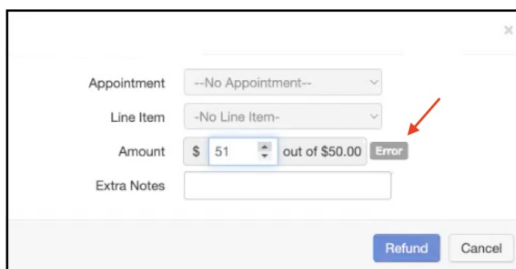 ×
Appointment --No Appointment--
Line Item -No Line Item-
Amount $ 51 out of $50.00 Error
Extra Notes
Refund Cancel